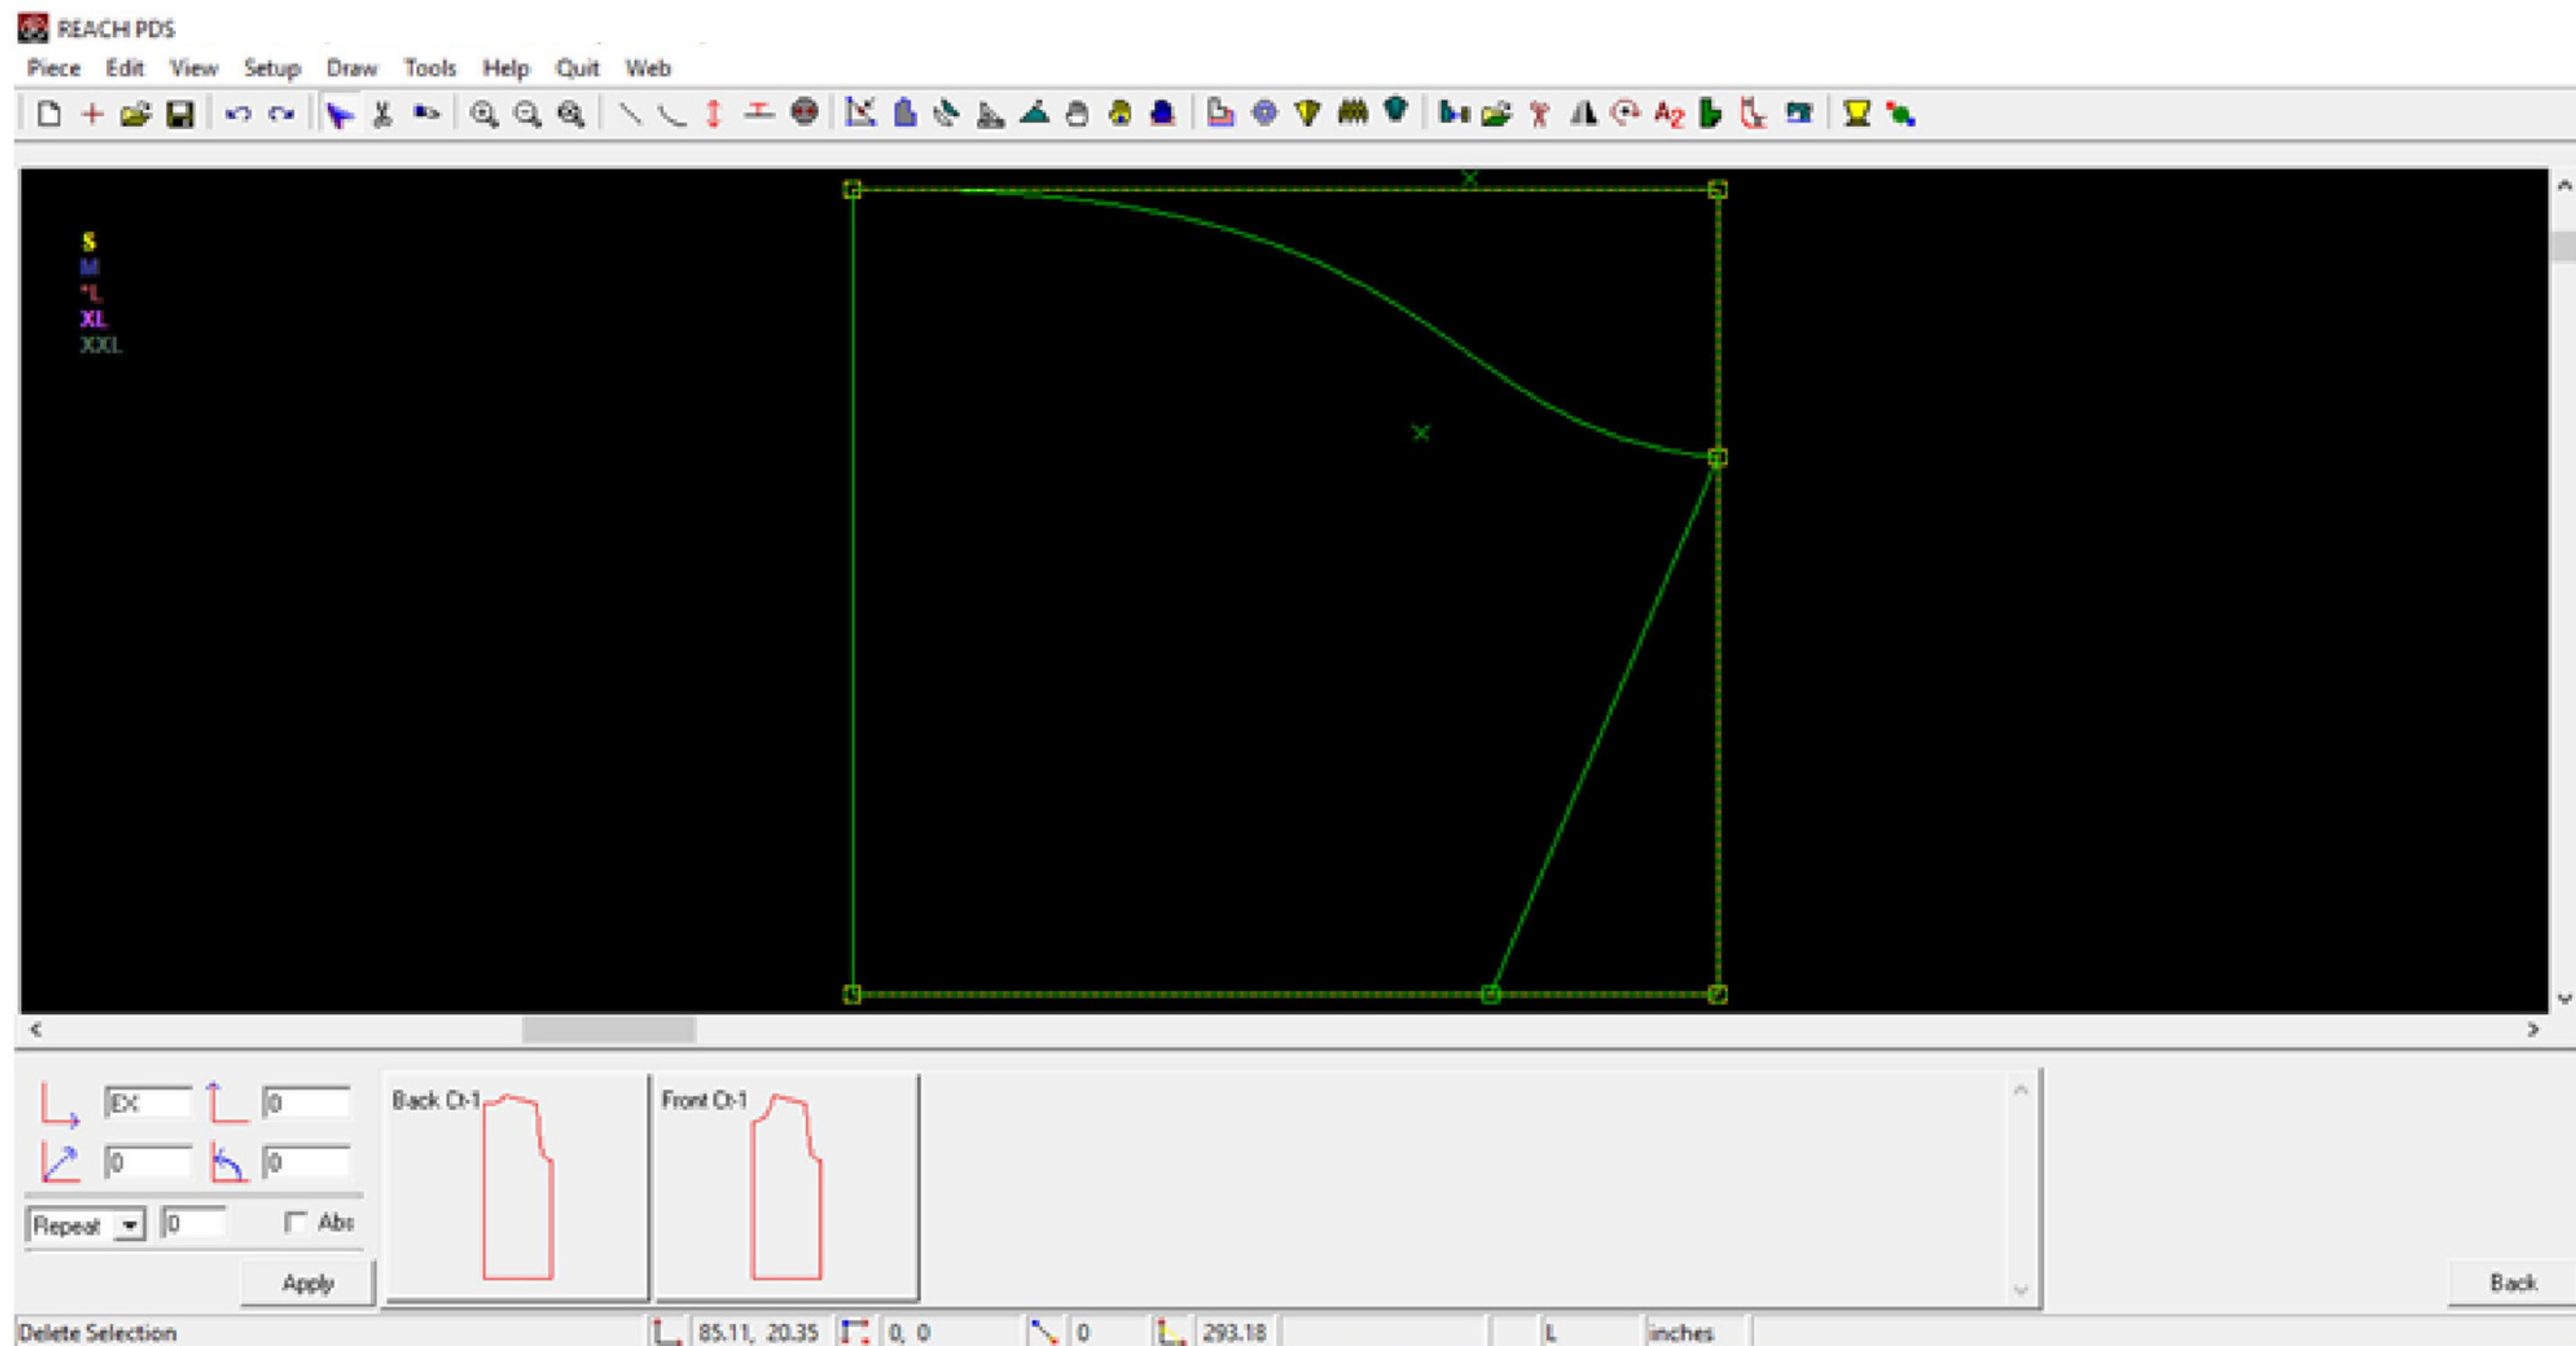 REACH PDS
Piece Edit View Setup Draw Tools Help Quit Web
S
M
*L
XL
XXL
EX 0
0 0
Repeat 0 Abs
Apply
Back Ct-1
Front Ct-1
Back
Delete Selection 85.11, 20.35 0, 0 0 293.18 L inches